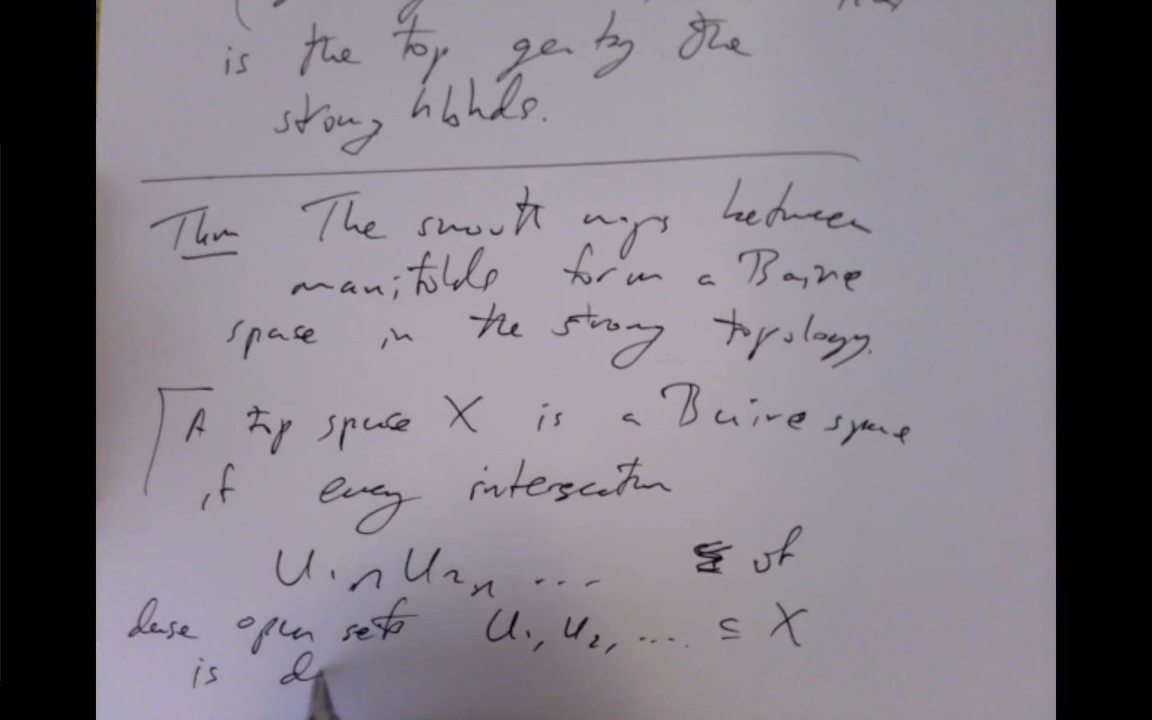 is the top gen by the
strong nbhds.
Thm The smooth maps between
manifolds form a Baire
space in the strong topology.
A top space X is a Baire space
if every intersection
U₁ ∩ U₂ ∩ ... of
dense open sets U₁, U₂, .... ⊆ X
is d